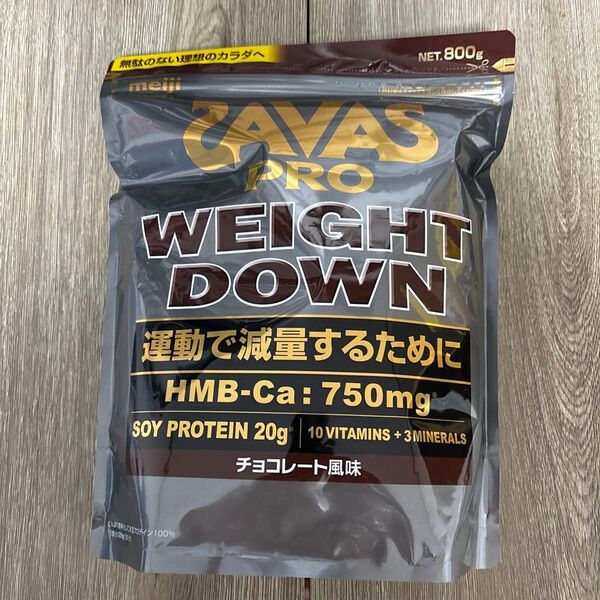 無駄のない理想のカラダへ
NET.800g
meiji
SAVAS
PRO
WEIGHT
DOWN
運動で減量するために
HMB-Ca：750mg*
SOY PROTEIN 20g* 10 VITAMINS + 3 MINERALS
チョコレート風味